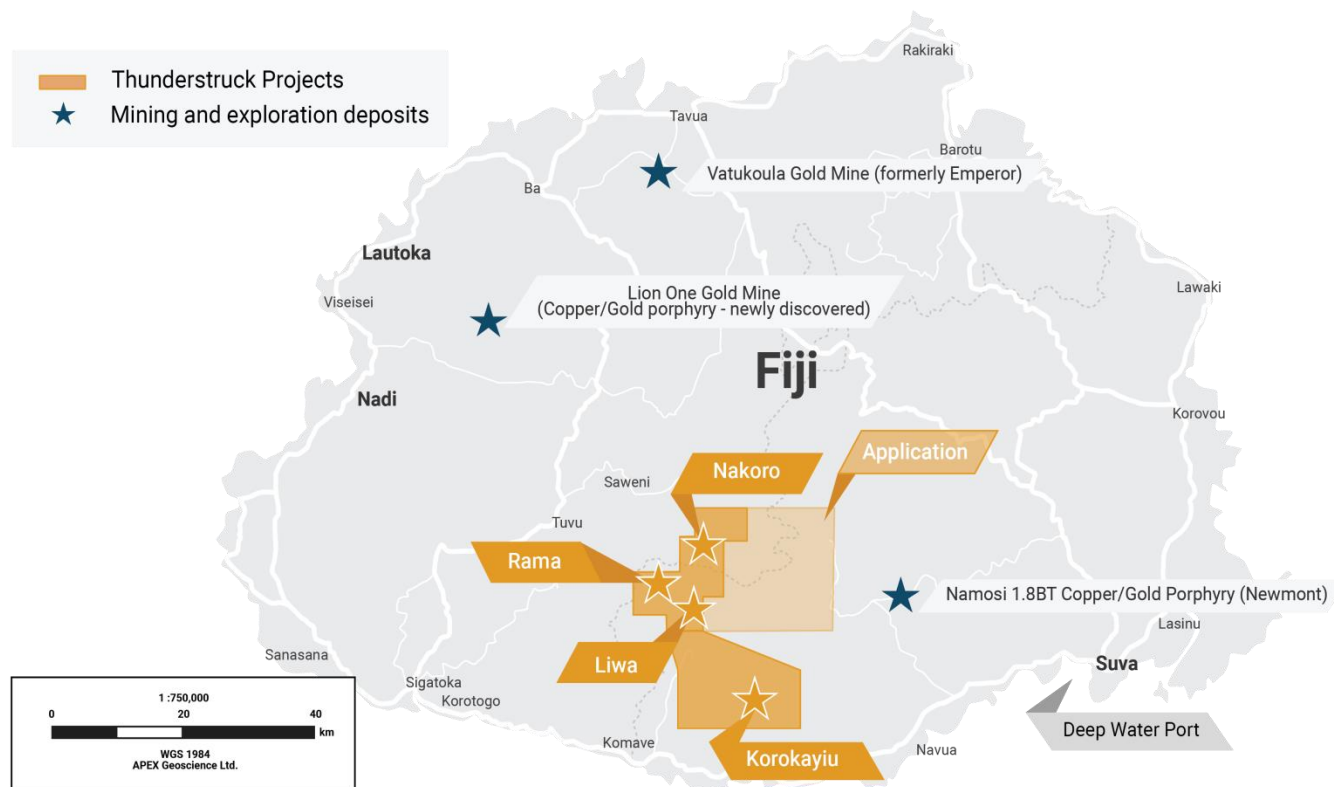 Thunderstruck Projects
Mining and exploration deposits
Rakiraki
Tavua
Barotu
Vatukoula Gold Mine (formerly Emperor)
Ba
Lautoka
Viseisei
Lion One Gold Mine
(Copper/Gold porphyry - newly discovered)
Lawaki
Fiji
Nadi
Korovou
Application
Nakoro
Saweni
Tuvu
Rama
Namosi 1.8BT Copper/Gold Porphyry (Newmont)
Lasinu
Liwa
Suva
Sanasana
Sigatoka
Korotogo
Deep Water Port
Komave
Navua
Korokayiu
1 :750,000
0 20 40
km
WGS 1984
APEX Geoscience Ltd.